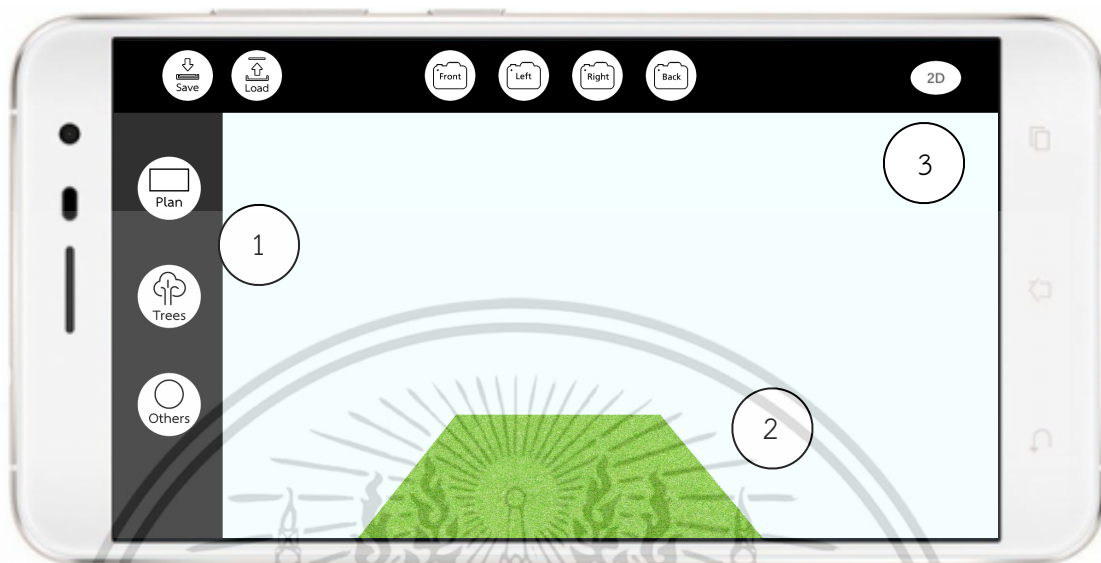 Save
Load
Front
Left
Right
Back
2D
3
Plan
1
Trees
Others
2